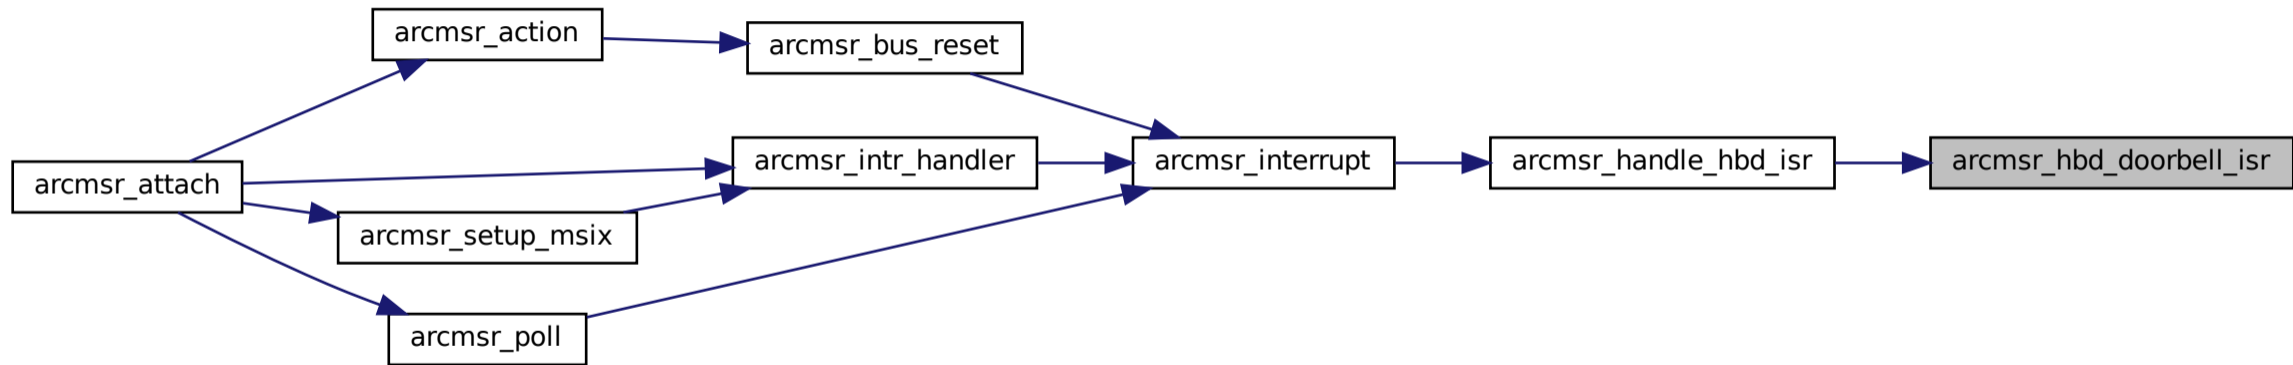 arcmsr_action
arcmsr_bus_reset
arcmsr_attach
arcmsr_intr_handler
arcmsr_interrupt
arcmsr_handle_hbd_isr
arcmsr_hbd_doorbell_isr
arcmsr_setup_msix
arcmsr_poll